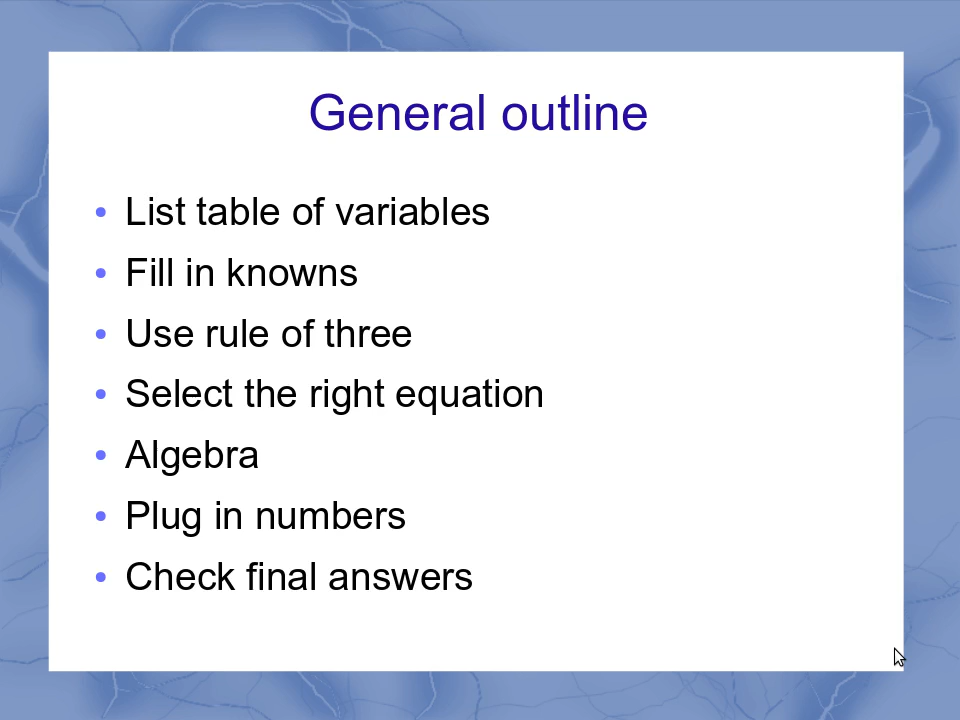 General outline
• List table of variables
• Fill in knowns
• Use rule of three
• Select the right equation
• Algebra
• Plug in numbers
• Check final answers